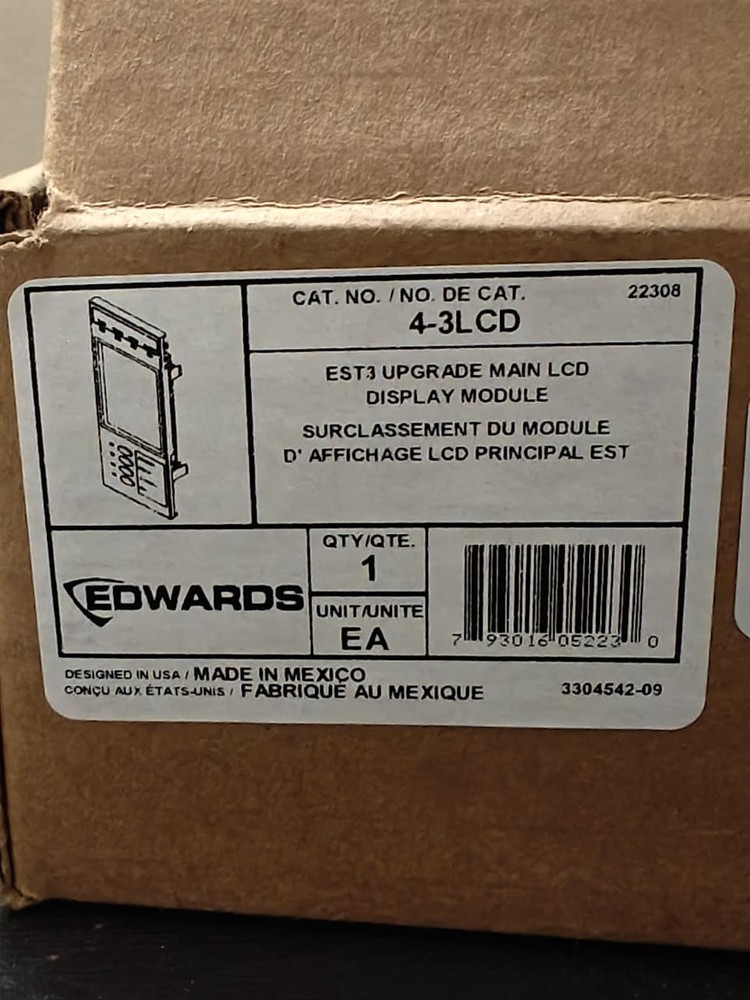 CAT. NO. / NO. DE CAT.
22308
4-3LCD
EST3 UPGRADE MAIN LCD
DISPLAY MODULE
SURCLASSEMENT DU MODULE
D' AFFICHAGE LCD PRINCIPAL EST
EDWARDS
QTY/QTE.
1
UNIT/UNITE
EA
7 93016 05223 0
DESIGNED IN USA / MADE IN MEXICO
CONÇU AUX ÉTATS-UNIS / FABRIQUÉ AU MEXIQUE
3304542-09